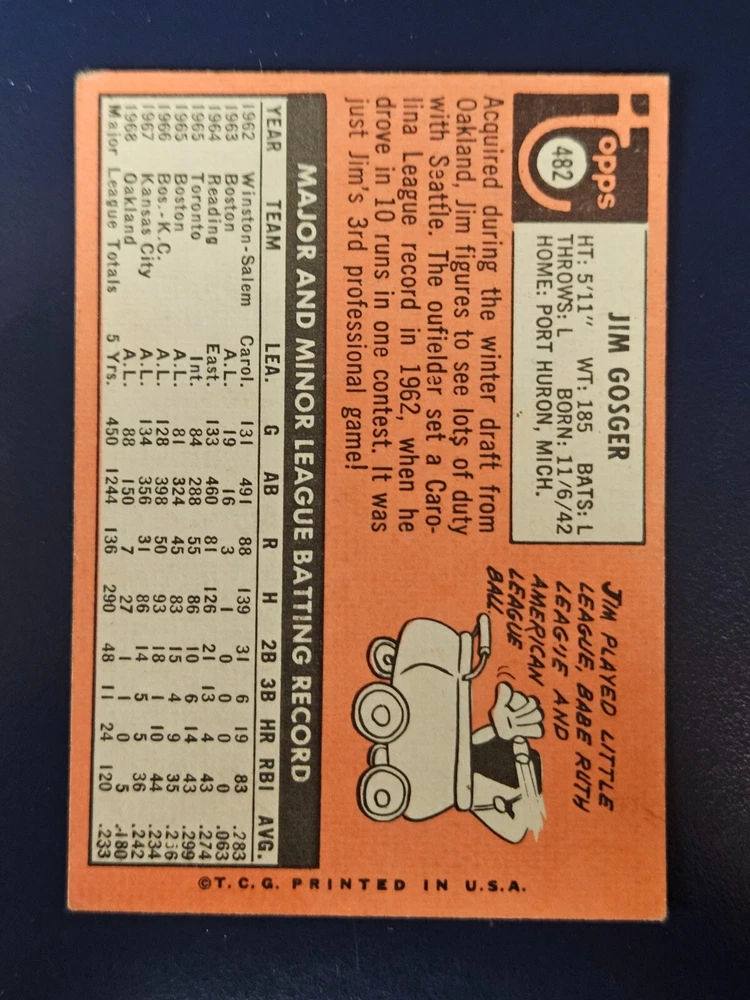 Topps
482
JIM GOSGER
HT: 5'11" WT: 185 BATS: L
THROWS: L BORN: 11/6/42
HOME: PORT HURON, MICH.
Acquired during the winter draft from
Oakland, Jim figures to see lots of duty
with Seattle. The oufielder set a Caro-
lina League record in 1962, when he
drove in 10 runs in one contest. It was
just Jim's 3rd professional game!
JIM PLAYED LITTLE
LEAGUE, BABE RUTH
LEAGUE AND
AMERICAN
LEAGUE
BALL.
MAJOR AND MINOR LEAGUE BATTING RECORD
YEAR TEAM LEA. G AB R H 2B 3B HR RBI AVG.
1962 Winston-Salem Carol. 131 491 88 139 31 6 19 83 .283
1963 Boston A.L. 19 16 3 1 0 0 0 0 .063
1964 Reading East. 133 460 81 126 21 13 4 43 .274
1965 Toronto Int. 84 288 55 86 10 6 14 43 .299
1965 Boston A.L. 81 324 45 83 15 4 9 35 .256
1966 Bos.-K.C. A.L. 128 398 50 93 18 1 10 44 .234
1967 Kansas City A.L. 134 356 31 86 14 5 5 36 .242
1968 Oakland A.L. 88 150 7 27 1 1 0 5 .180
Major League Totals 5 Yrs. 450 1244 136 290 48 11 24 120 .233
©T.C.G. PRINTED IN U.S.A.